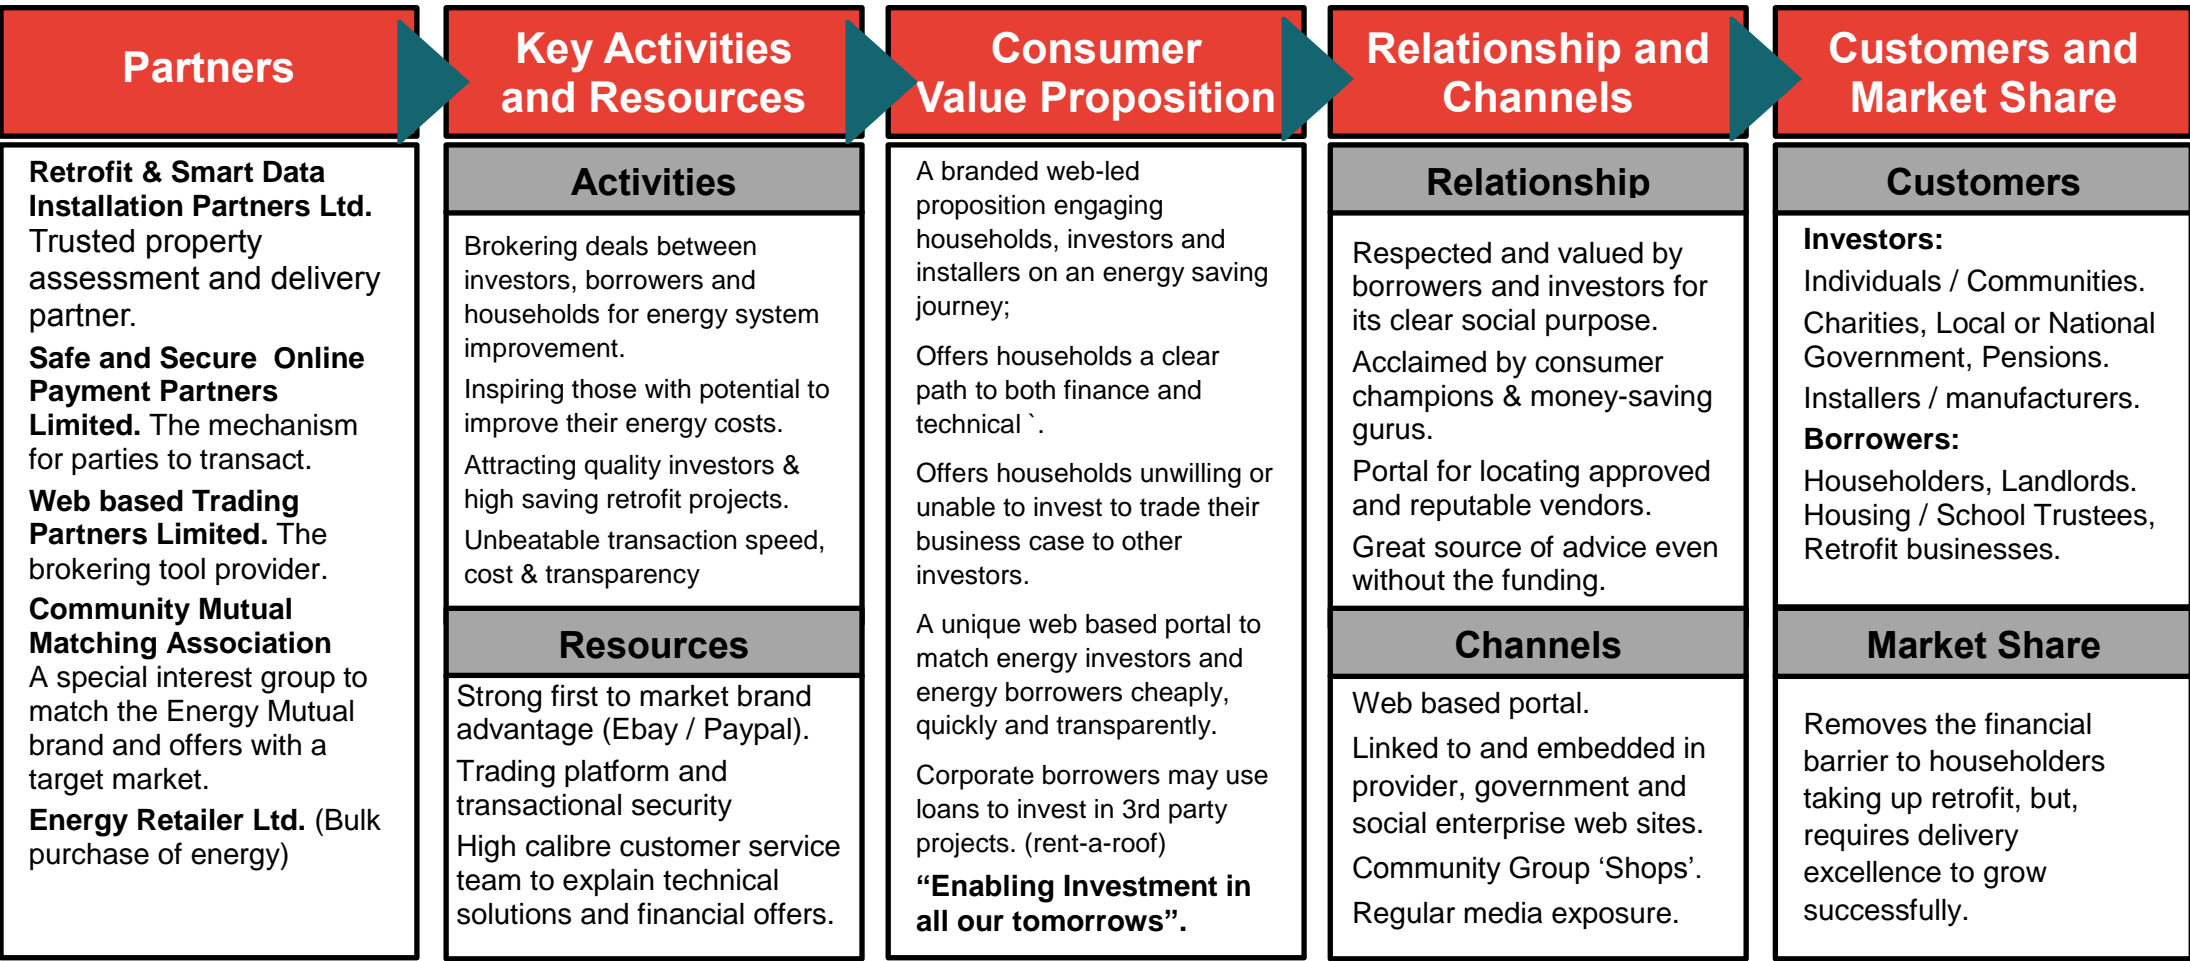 Partners
Key Activities
and Resources
Consumer
Value Proposition
Relationship and
Channels
Customers and
Market Share
Retrofit & Smart Data
Installation Partners Ltd.
Trusted property
assessment and delivery
partner.
Safe and Secure  Online
Payment Partners
Limited. The mechanism
for parties to transact.
Web based Trading
Partners Limited. The
brokering tool provider.
Community Mutual
Matching Association
A special interest group to
match the Energy Mutual
brand and offers with a
target market.
Energy Retailer Ltd. (Bulk
purchase of energy)
Activities
Brokering deals between
investors, borrowers and
households for energy system
improvement.
Inspiring those with potential to
improve their energy costs.
Attracting quality investors &
high saving retrofit projects.
Unbeatable transaction speed,
cost & transparency
Resources
Strong first to market brand
advantage (Ebay / Paypal).
Trading platform and
transactional security
High calibre customer service
team to explain technical
solutions and financial offers.
A branded web-led
proposition engaging
households, investors and
installers on an energy saving
journey;
Offers households a clear
path to both finance and
technical `.
Offers households unwilling or
unable to invest to trade their
business case to other
investors.
A unique web based portal to
match energy investors and
energy borrowers cheaply,
quickly and transparently.
Corporate borrowers may use
loans to invest in 3rd party
projects. (rent-a-roof)
“Enabling Investment in
all our tomorrows”.
Relationship
Respected and valued by
borrowers and investors for
its clear social purpose.
Acclaimed by consumer
champions & money-saving
gurus.
Portal for locating approved
and reputable vendors.
Great source of advice even
without the funding.
Channels
Web based portal.
Linked to and embedded in
provider, government and
social enterprise web sites.
Community Group ‘Shops’.
Regular media exposure.
Customers
Investors:
Individuals / Communities.
Charities, Local or National
Government, Pensions.
Installers / manufacturers.
Borrowers:
Householders, Landlords.
Housing / School Trustees,
Retrofit businesses.
Market Share
Removes the financial
barrier to householders
taking up retrofit, but,
requires delivery
excellence to grow
successfully.